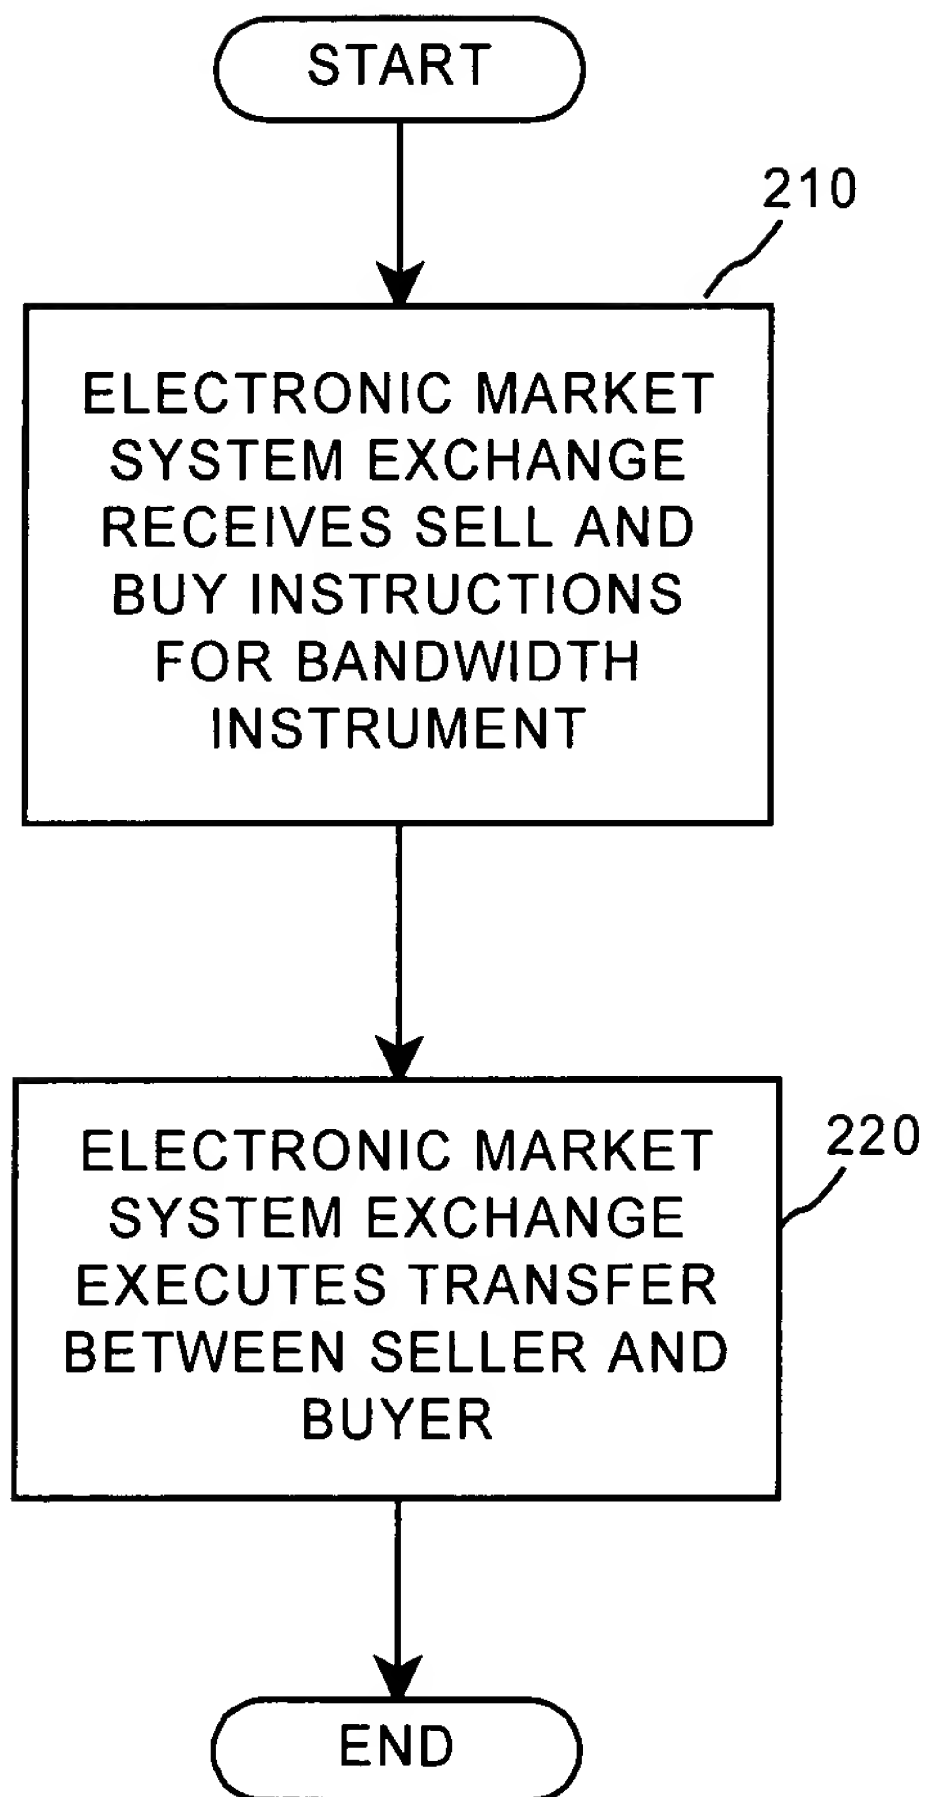 START
210
ELECTRONIC MARKET
SYSTEM EXCHANGE
RECEIVES SELL AND
BUY INSTRUCTIONS
FOR BANDWIDTH
INSTRUMENT
220
ELECTRONIC MARKET
SYSTEM EXCHANGE
EXECUTES TRANSFER
BETWEEN SELLER AND
BUYER
END